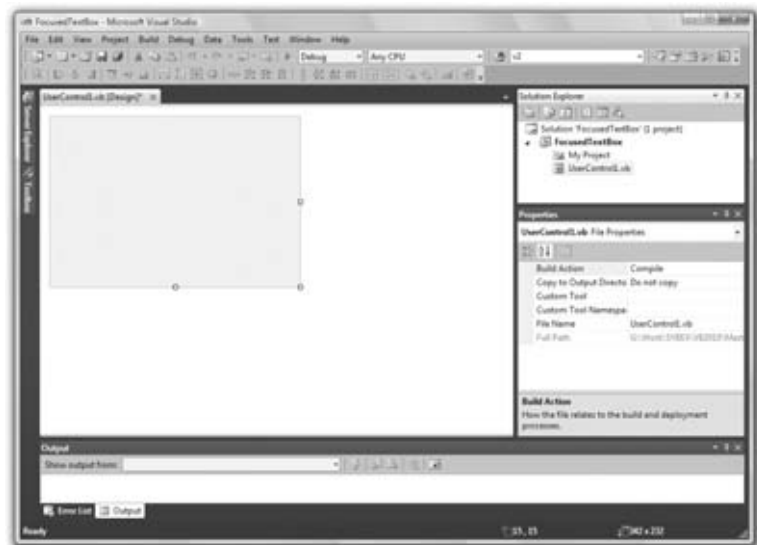 FocusedTextBox - Microsoft Visual Studio
File Edit View Project Build Debug Data Tools Test Window Help
Debug
Any CPU
v2
Server Explorer
Toolbox
UserControl1.vb [Design]*
Solution Explorer
Solution 'FocusedTextBox' (1 project)
FocusedTextBox
My Project
UserControl1.vb
Properties
UserControl1.vb File Properties
Build Action Compile
Copy to Output Directo Do not copy
Custom Tool
Custom Tool Namespa
File Name UserControl1.vb
Full Path
Build Action
How the file relates to the build and deployment
processes.
Output
Show output from:
Error List Output
Ready
15, 15